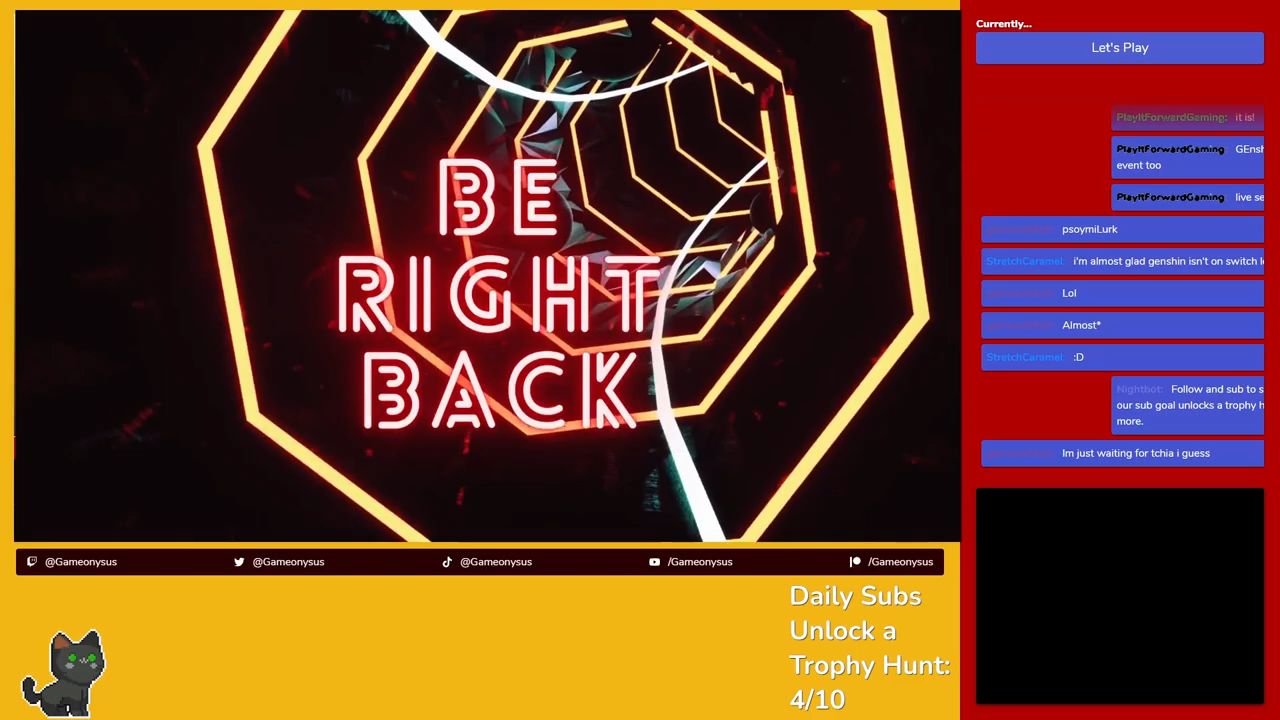 BE
RIGHT
BACK
@Gameonysus
@Gameonysus
@Gameonysus
/Gameonysus
/Gameonysus
Daily Subs
Unlock a
Trophy Hunt:
4/10
Currently...
Let's Play
PlayItForwardGaming: it is!
PlayItForwardGaming GEnsh
event too
PlayItForwardGaming live se
psoymiLurk
StretchCaramel: i'm almost glad genshin isn't on switch l
Lol
Almost*
StretchCaramel: :D
Nightbot: Follow and sub to s
our sub goal unlocks a trophy h
more.
Im just waiting for tchia i guess